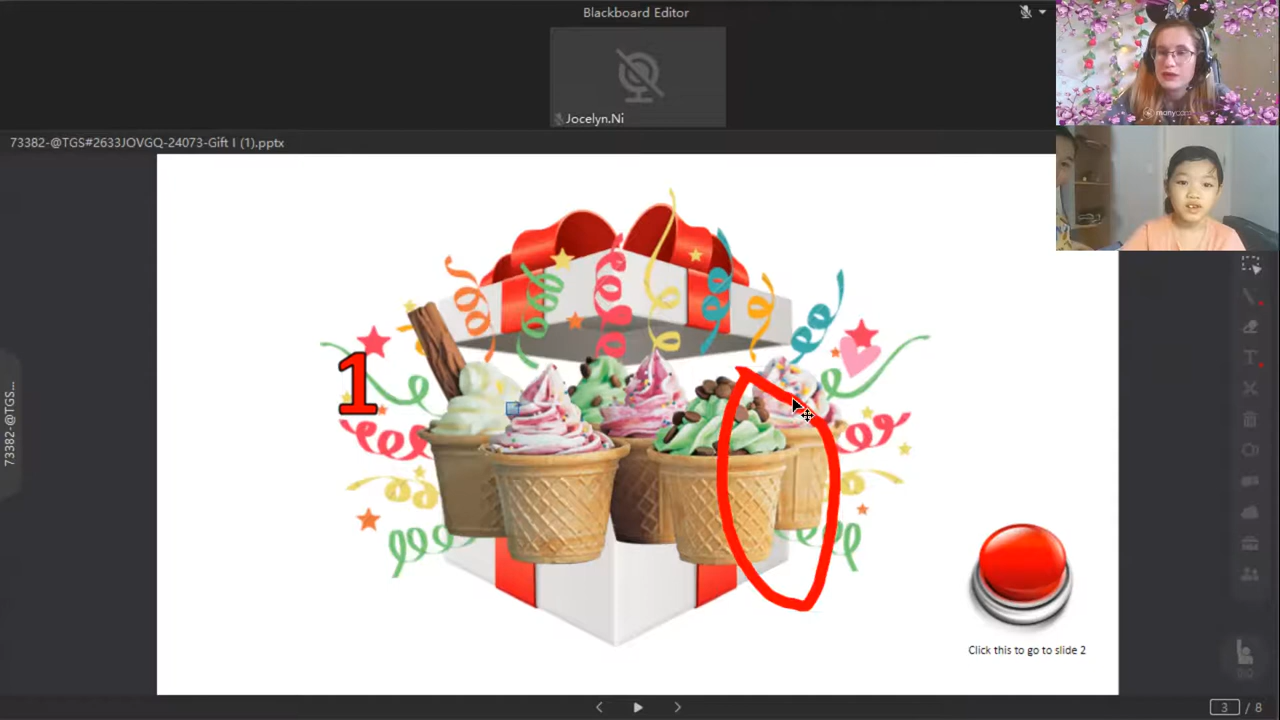 Blackboard Editor
Jocelyn.Ni
manycam
73382-@TGS#2633JOVGQ-24073-Gift I (1).pptx
73382-@TGS...
1
Click this to go to slide 2
3 / 8